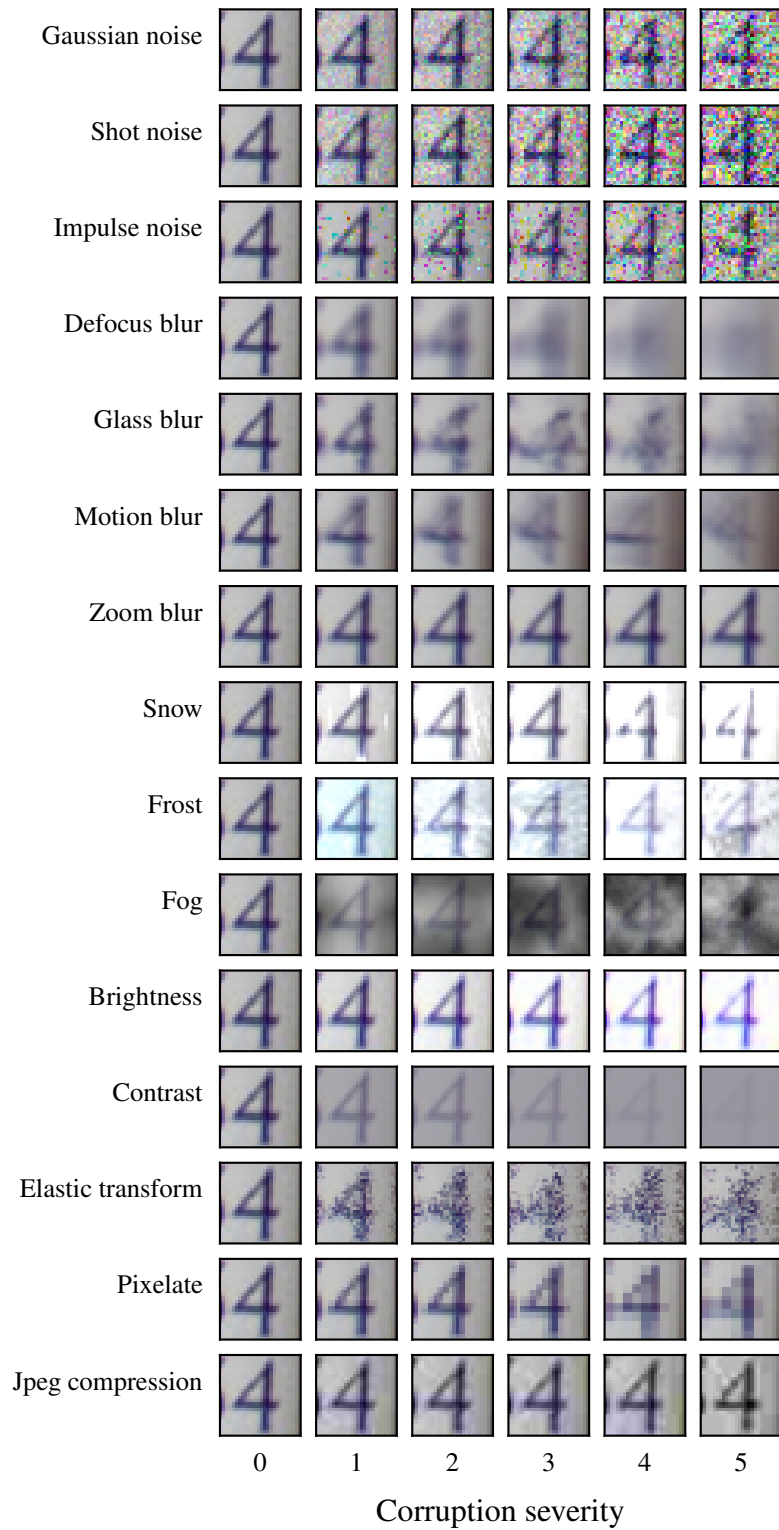 Gaussian noise
Shot noise
Impulse noise
Defocus blur
Glass blur
Motion blur
Zoom blur
Snow
Frost
Fog
Brightness
Contrast
Elastic transform
Pixelate
Jpeg compression
0 1 2 3 4 5
Corruption severity